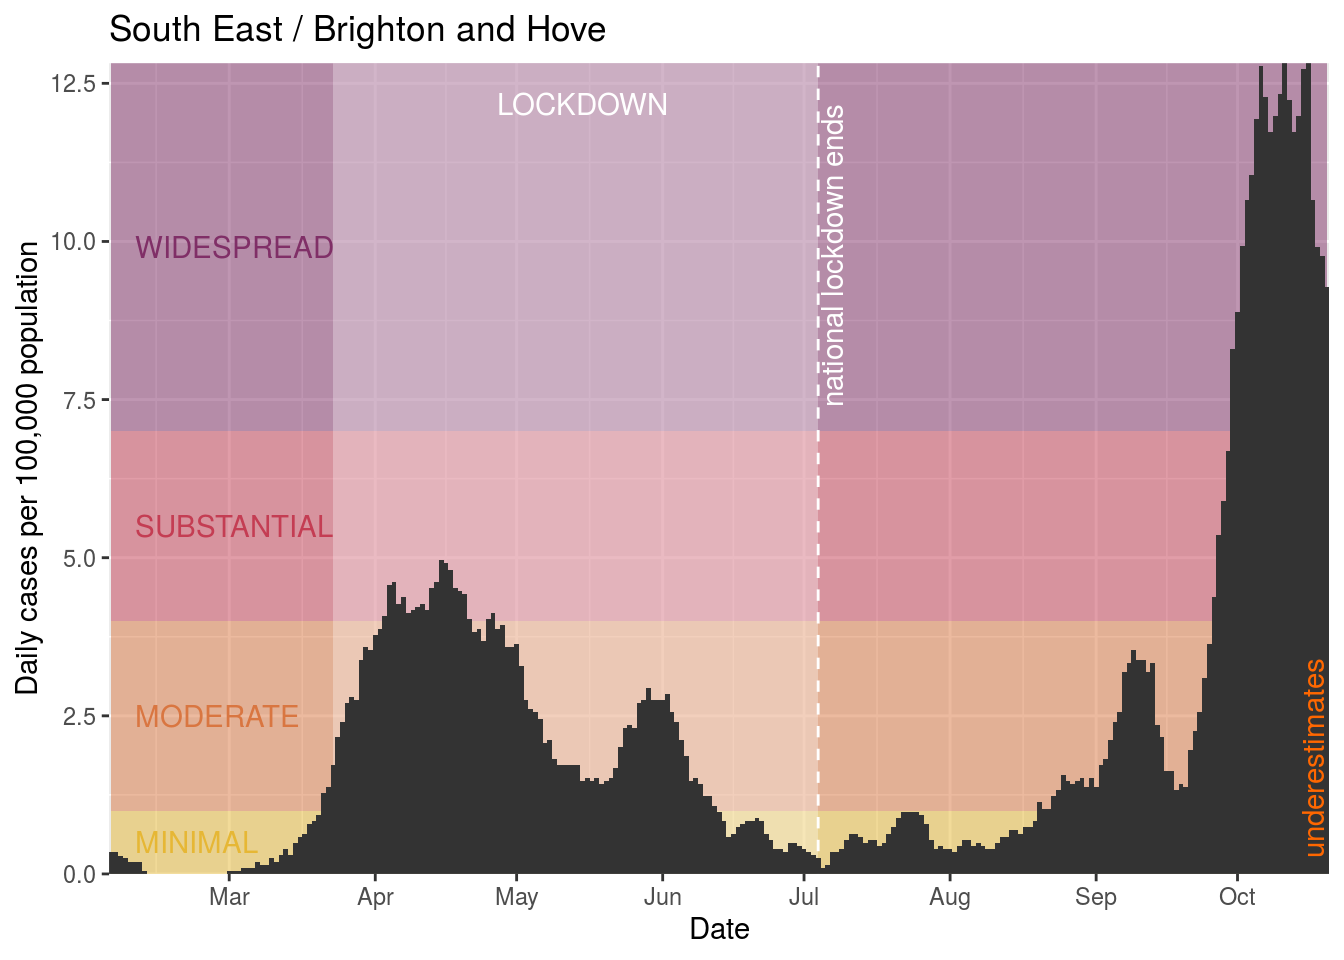 South East / Brighton and Hove
Daily cases per 100,000 population
12.5
10.0
7.5
5.0
2.5
0.0
LOCKDOWN
national lockdown ends
WIDESPREAD
SUBSTANTIAL
MODERATE
MINIMAL
underestimates
Mar Apr May Jun Jul Aug Sep Oct
Date